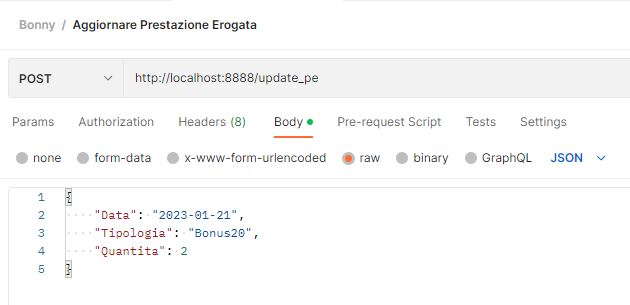 Bonny / Aggiornare Prestazione Erogata
POST http://localhost:8888/update_pe
Params Authorization Headers (8) Body Pre-request Script Tests Settings
none form-data x-www-form-urlencoded raw binary GraphQL JSON
1 {
2 "Data": "2023-01-21",
3 "Tipologia": "Bonus20",
4 "Quantita": 2
5 }